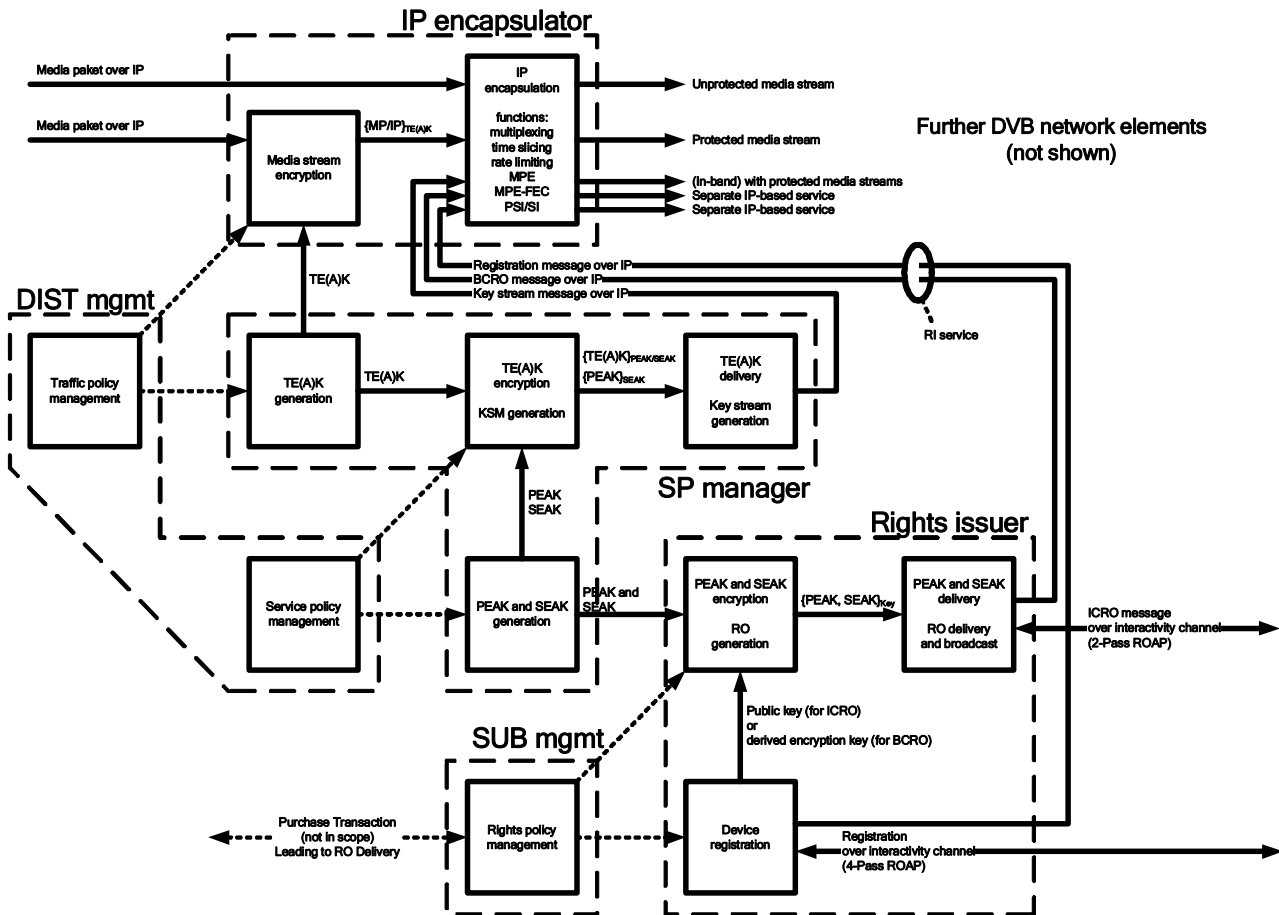 IP encapsulator
Media paket over IP
Media paket over IP
Media stream
encryption
{MP/IP}TE(A)K
IP
encapsulation
functions:
multiplexing
time slicing
rate limiting
MPE
MPE-FEC
PSI/SI
Unprotected media stream
Protected media stream
(In-band) with protected media streams
Separate IP-based service
Separate IP-based service
Further DVB network elements
(not shown)
Registration message over IP
BCRO message over IP
Key stream message over IP
RI service
TE(A)K
DIST mgmt
Traffic policy
management
TE(A)K
generation
TE(A)K
TE(A)K
encryption
KSM generation
{TE(A)K}PEAK/SEAK
{PEAK}SEAK
TE(A)K
delivery
Key stream
generation
SP manager
PEAK
SEAK
Service policy
management
PEAK and SEAK
generation
PEAK and
SEAK
Rights issuer
PEAK and SEAK
encryption
RO
generation
{PEAK, SEAK}Key
PEAK and SEAK
delivery
RO delivery
and broadcast
ICRO message
over interactivity channel
(2-Pass ROAP)
Public key (for ICRO)
or
derived encryption key (for BCRO)
SUB mgmt
Purchase Transaction
(not in scope)
Leading to RO Delivery
Rights policy
management
Device
registration
Registration
over interactivity channel
(4-Pass ROAP)